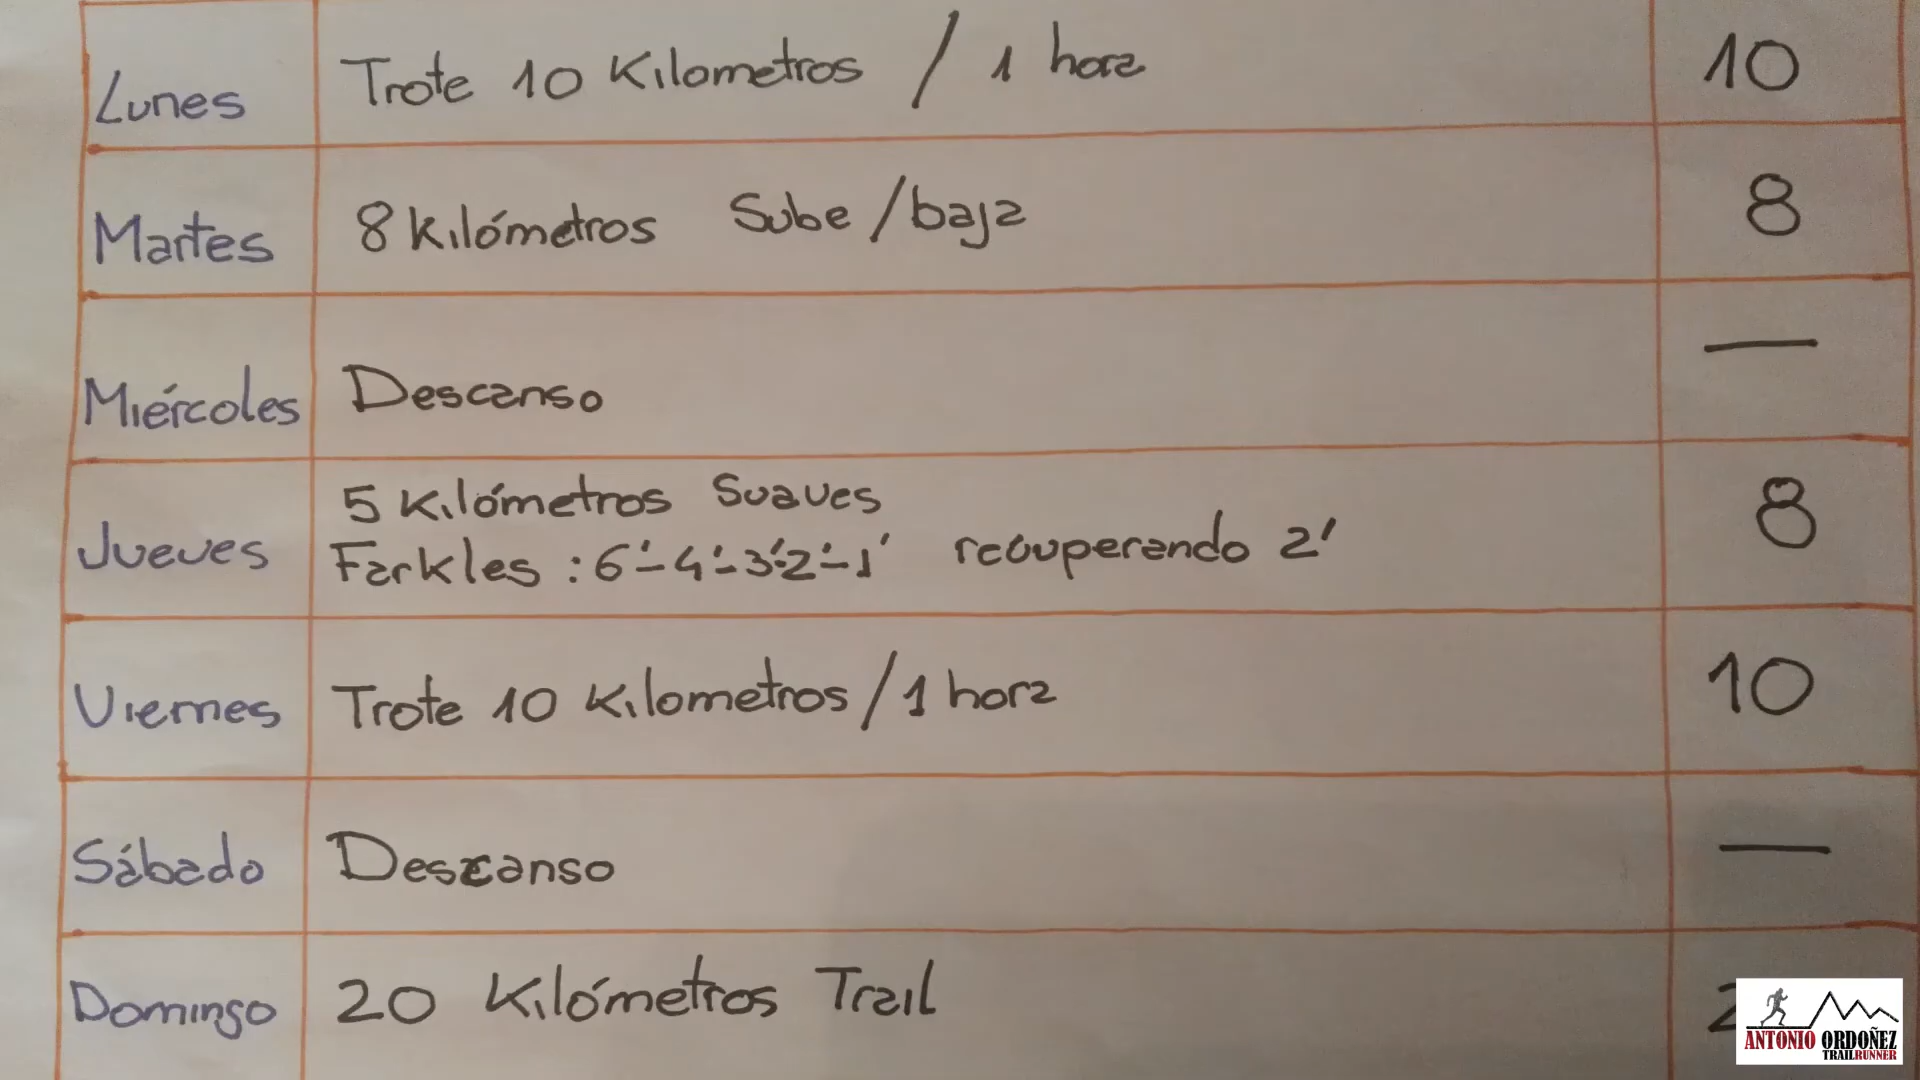 Lunes Trote 10 Kilometros / 1 hora 10
Martes 8 Kilómetros Sube / baja 8
Miércoles Descanso —
Jueves 5 Kilómetros Suaves 8
Farkles : 6'-4'-3'-2'-1' recuperando 2'
Viernes Trote 10 Kilometros / 1 hora 10
Sábado Descanso —
Domingo 20 Kilómetros Trail 2
ANTONIO ORDOÑEZ
TRAILRUNNER